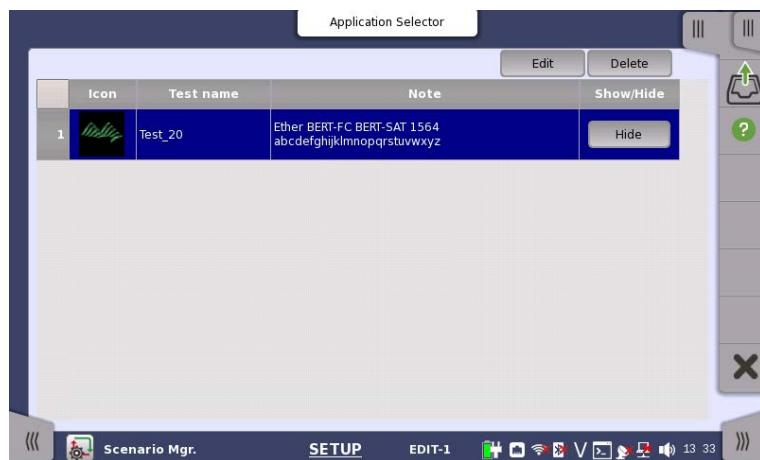 Application Selector
Edit Delete
Icon Test name Note Show/Hide
1 Test_20 Ether BERT-FC BERT-SAT 1564 Hide
abcdefghijklmnopqrstuvwxyz
Scenario Mgr. SETUP EDIT-1 13 33